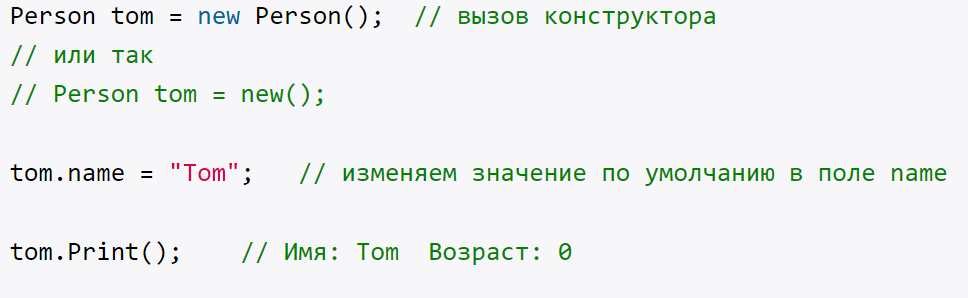 Person tom = new Person();  // вызов конструктора
// или так
// Person tom = new();
tom.name = "Tom";   // изменяем значение по умолчанию в поле name
tom.Print();    // Имя: Tom  Возраст: 0